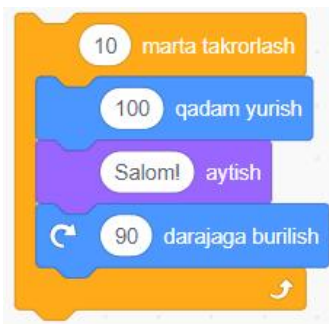 10 marta takrorlash
100 qadam yurish
Salom! aytish
90 darajaga burilish